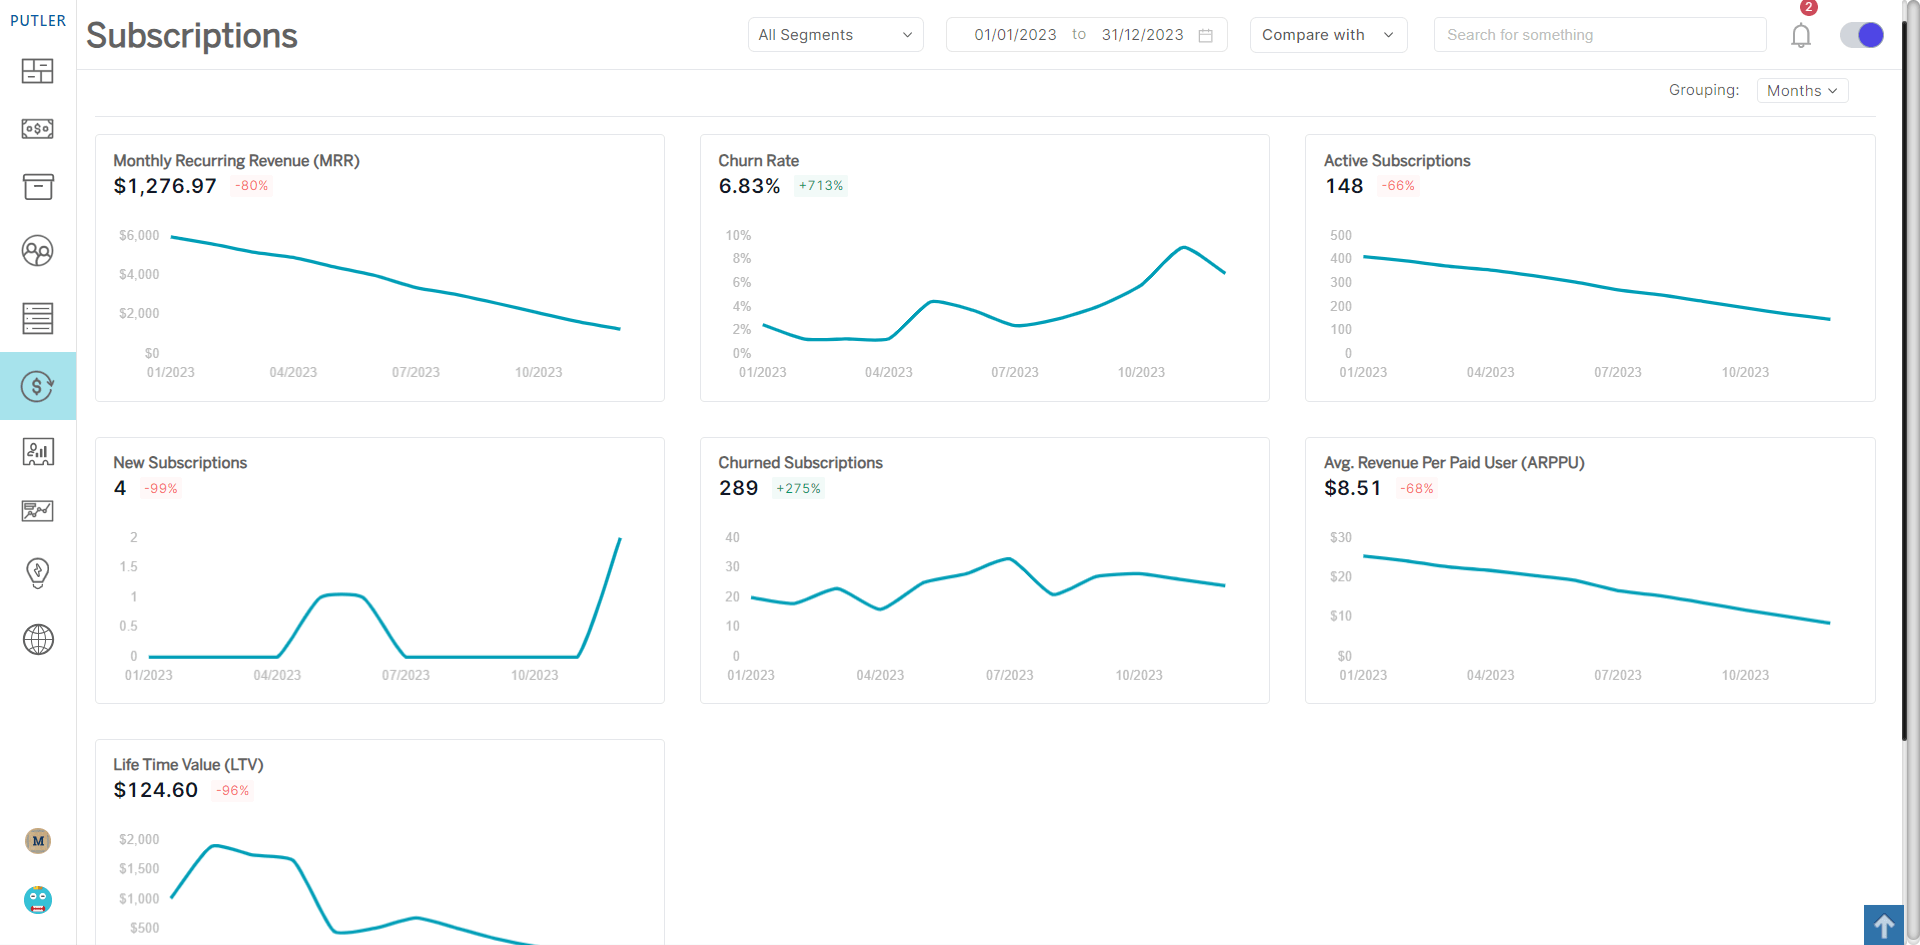 PUTLER
Subscriptions
All Segments
01/01/2023 to 31/12/2023
Compare with
Search for something
2
Grouping: Months
Monthly Recurring Revenue (MRR)
$1,276.97 -80%
$6,000
$4,000
$2,000
$0
01/2023 04/2023 07/2023 10/2023
Churn Rate
6.83% +713%
10%
8%
6%
4%
2%
0%
01/2023 04/2023 07/2023 10/2023
Active Subscriptions
148 -66%
500
400
300
200
100
0
01/2023 04/2023 07/2023 10/2023
New Subscriptions
4 -99%
2
1.5
1
0.5
0
01/2023 04/2023 07/2023 10/2023
Churned Subscriptions
289 +275%
40
30
20
10
0
01/2023 04/2023 07/2023 10/2023
Avg. Revenue Per Paid User (ARPPU)
$8.51 -68%
$30
$20
$10
$0
01/2023 04/2023 07/2023 10/2023
Life Time Value (LTV)
$124.60 -96%
$2,000
$1,500
$1,000
$500
M